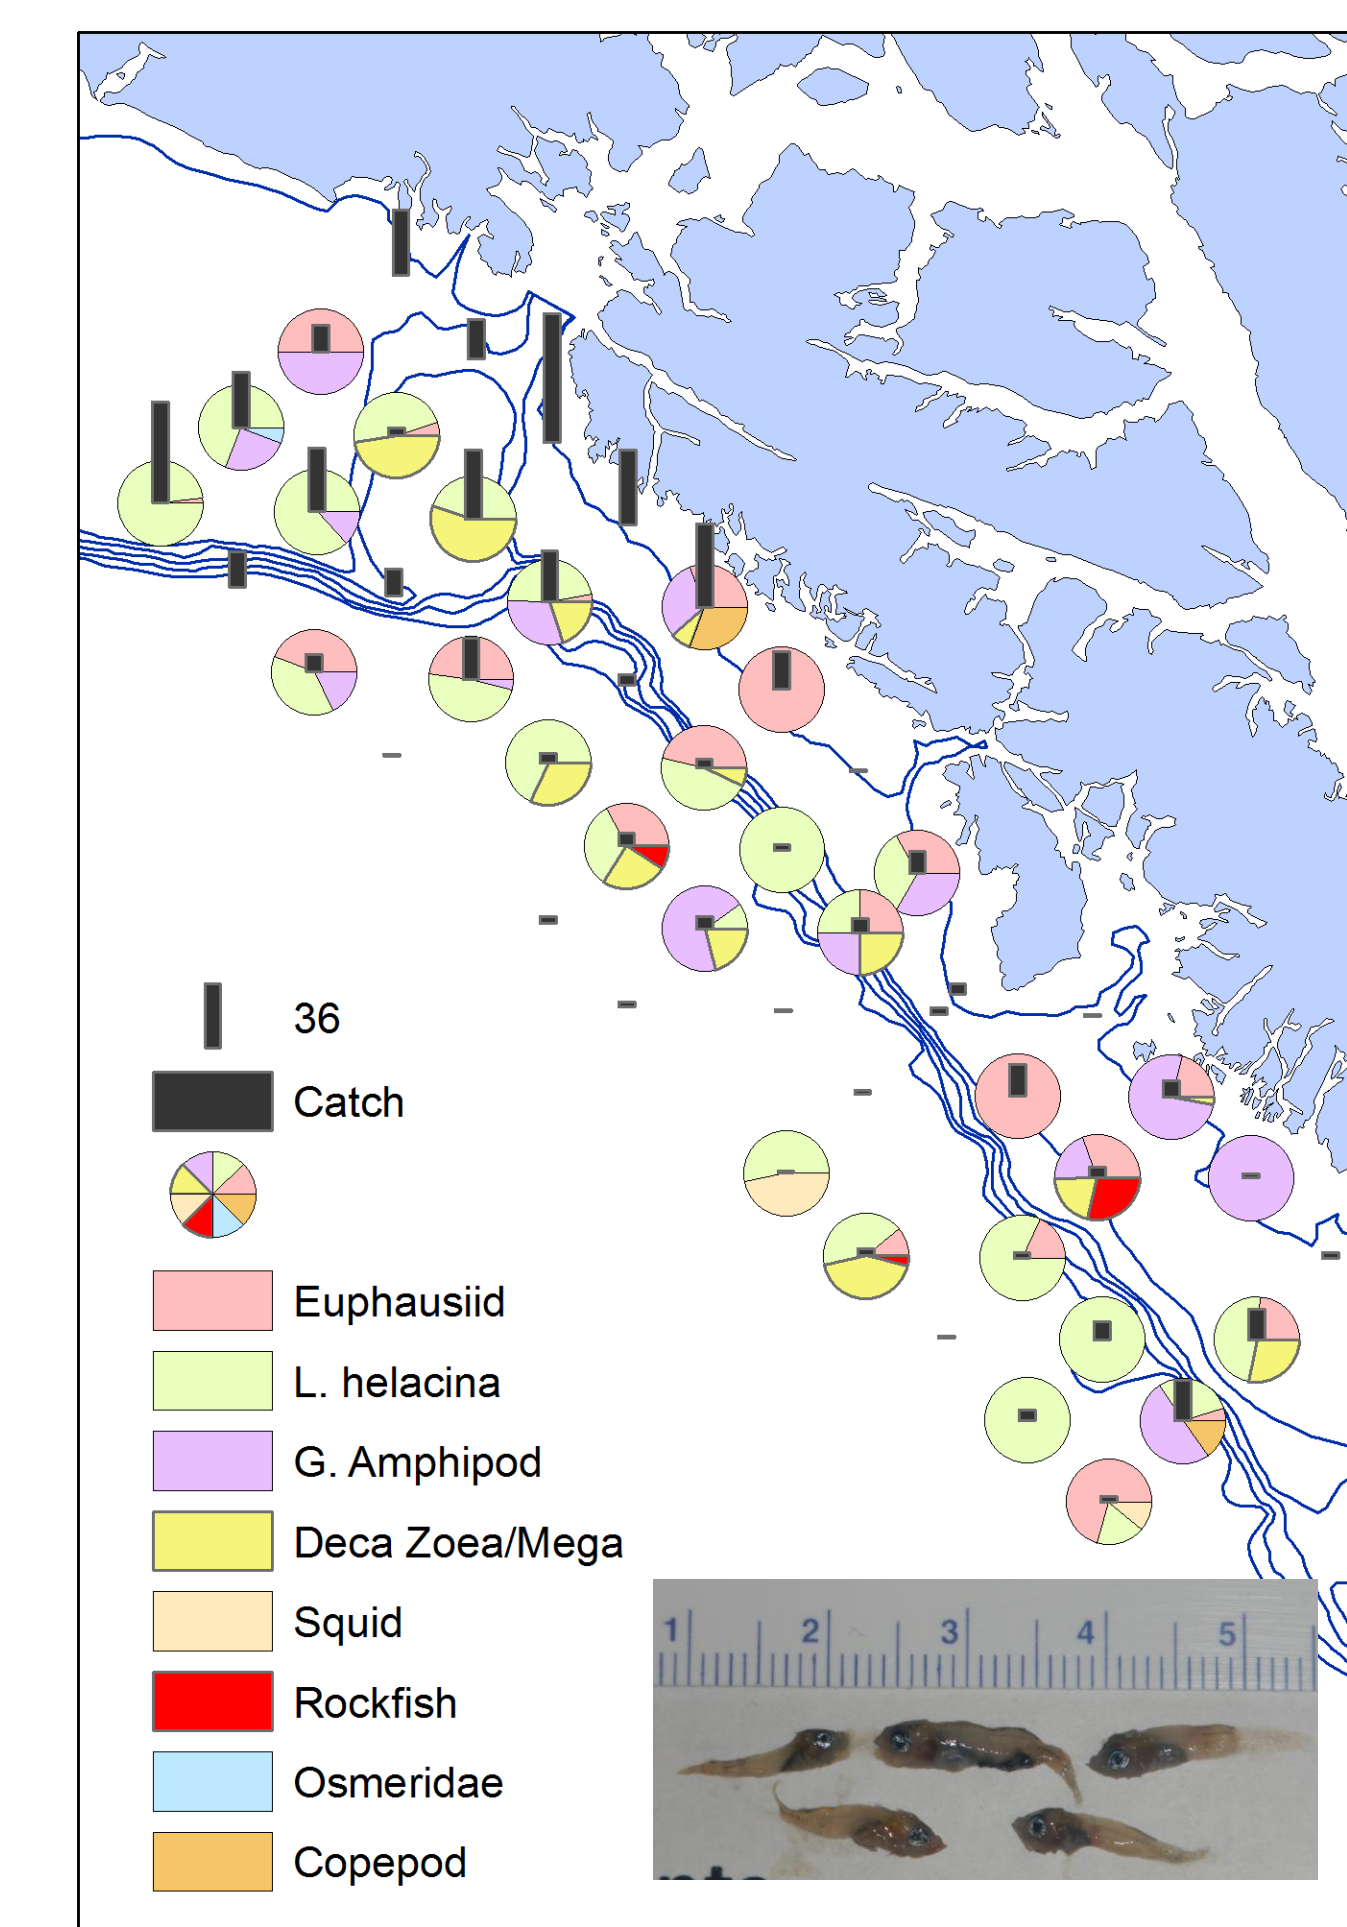 36
Catch
Euphausiid
L. helacina
G. Amphipod
Deca Zoea/Mega
Squid
Rockfish
Osmeridae
Copepod
1 2 3 4 5